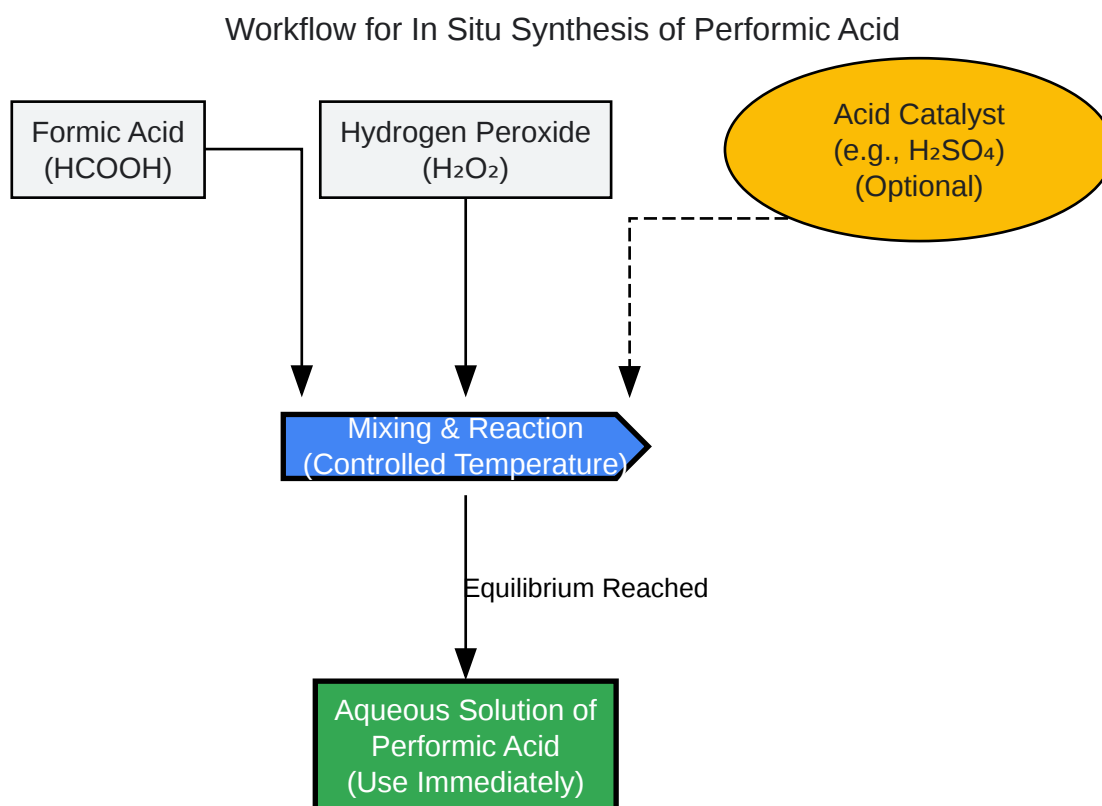 Workflow for In Situ Synthesis of Performic Acid
Formic Acid
(HCOOH)
Hydrogen Peroxide
(H₂O₂)
Acid Catalyst
(e.g., H₂SO₄)
(Optional)
Mixing & Reaction
(Controlled Temperature)
Equilibrium Reached
Aqueous Solution of
Performic Acid
(Use Immediately)